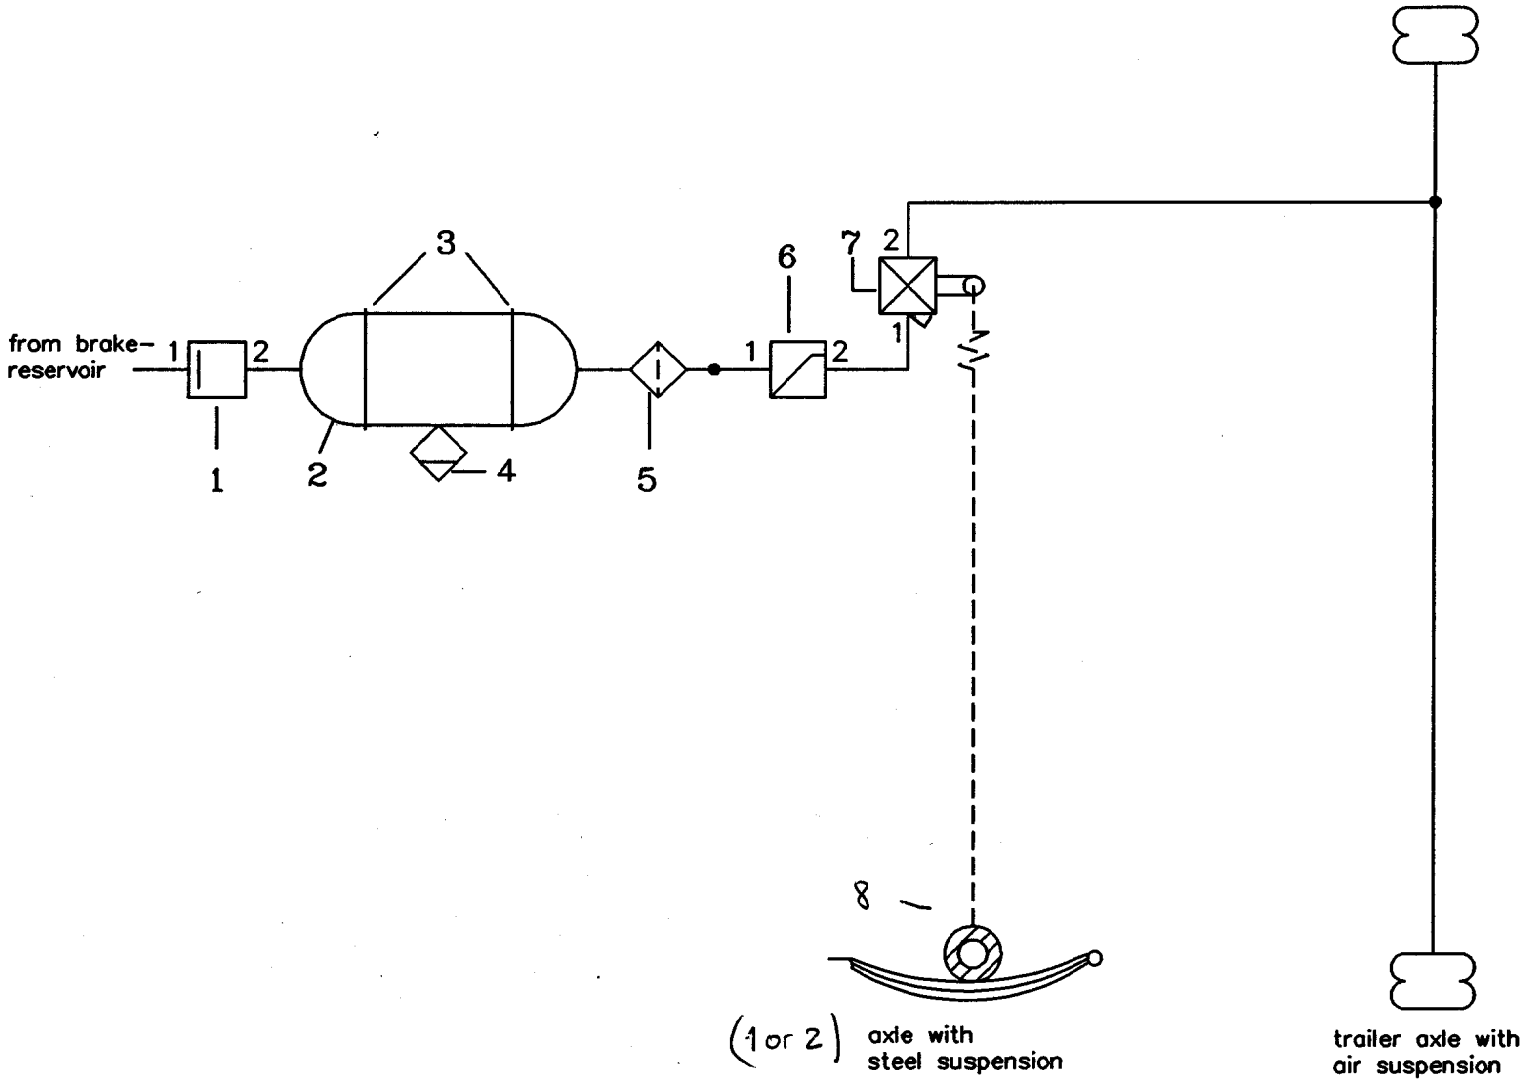 3
7 2
6
from brake-
reservoir
1 2
1 2
1
1
2
4
5
8
(1 or 2) axle with
steel suspension
trailer axle with
air suspension